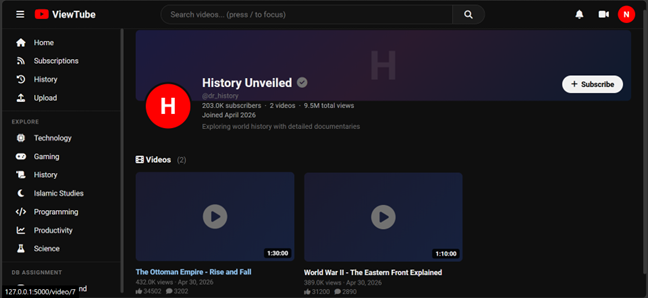 ViewTube
Search videos... (press / to focus)
N
Home
Subscriptions
History
Upload
EXPLORE
Technology
Gaming
History
Islamic Studies
Programming
Productivity
Science
DB ASSIGNMENT
nd
127.0.0.1:5000/video/7
H
H
History Unveiled
@dr_history
203.0K subscribers · 2 videos · 9.5M total views
Joined April 2026
Exploring world history with detailed documentaries
+ Subscribe
Videos (2)
1:30:00
The Ottoman Empire - Rise and Fall
432.0K views · Apr 30, 2026
34502 3202
1:10:00
World War II - The Eastern Front Explained
389.0K views · Apr 30, 2026
31200 2890